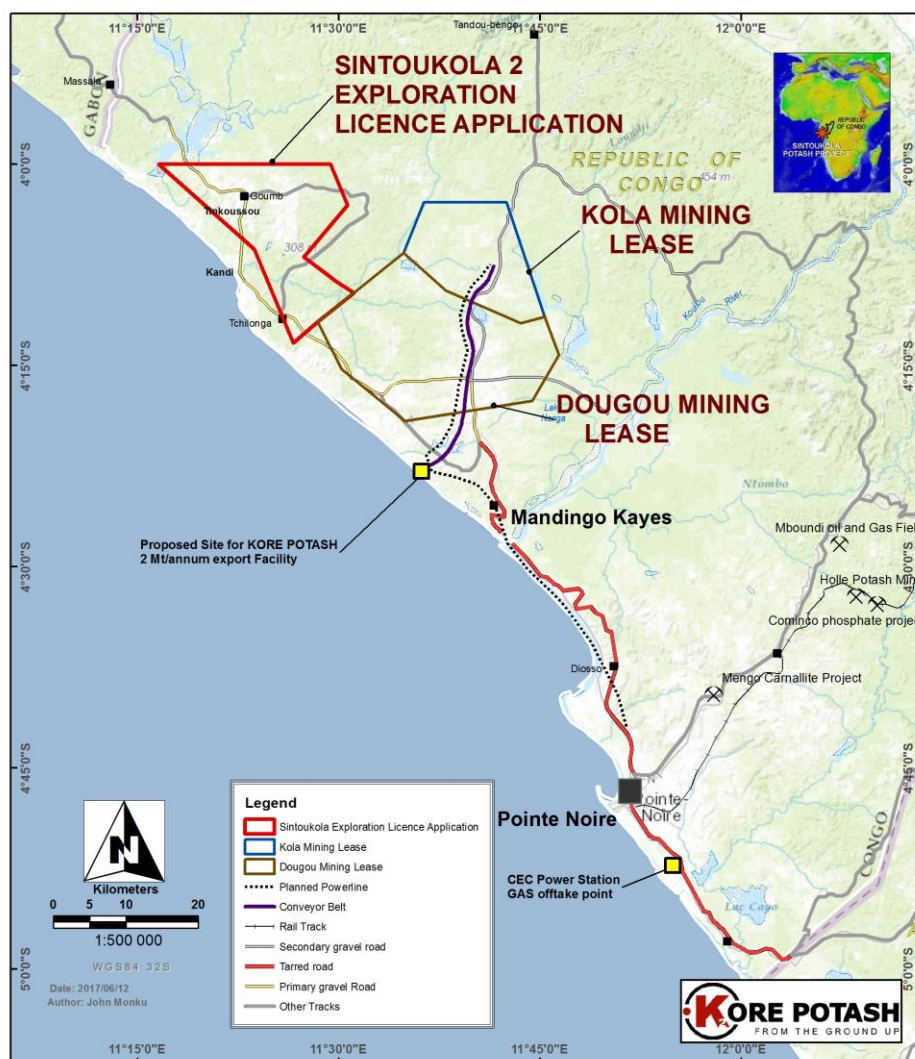 11°15'0"E
11°30'0"E
11°45'0"E
12°0'0"E
Tandou-bengo
Massala
GABON
SINTOUKOLA 2
EXPLORATION
LICENCE APPLICATION
REPUBLIC OF
CONGO
454 m
REPUBLIC
OF CONGO
SINTOUKOLA
POTASH PROJECT
4°0'0"S
4°0'0"S
Goumb
Tinkoussou
KOLA MINING
LEASE
308 m
Kandi
Kouilou
River
Tchilonga
4°15'0"S
4°15'0"S
DOUGOU MINING
LEASE
Nanga
Ntombo
Mandingo Kayes
Mboundi oil and Gas Field
Proposed Site for KORE POTASH
2 Mt/annum export Facility
4°30'0"S
4°30'0"S
Holle Potash Min
Cominco phosphate projec
Diosso
Mengo Carnallite Project
4°45'0"S
4°45'0"S
Pointe-
Noire
Pointe Noire
CEC Power Station
GAS offtake point
CONGO
N
Kilometers
0 5 10 20
1:500 000
WGS84 32S
Date: 2017/06/12
Author: John Monku
Legend
Sintoukola Exploration Licence Application
Kola Mining Lease
Dougou Mining Lease
Planned Powerline
Conveyor Belt
Rail Track
Secondary gravel road
Tarred road
Primary gravel Road
Other Tracks
5°0'0"S
5°0'0"S
KORE POTASH
FROM THE GROUND UP
11°15'0"E
11°30'0"E
11°45'0"E
12°0'0"E